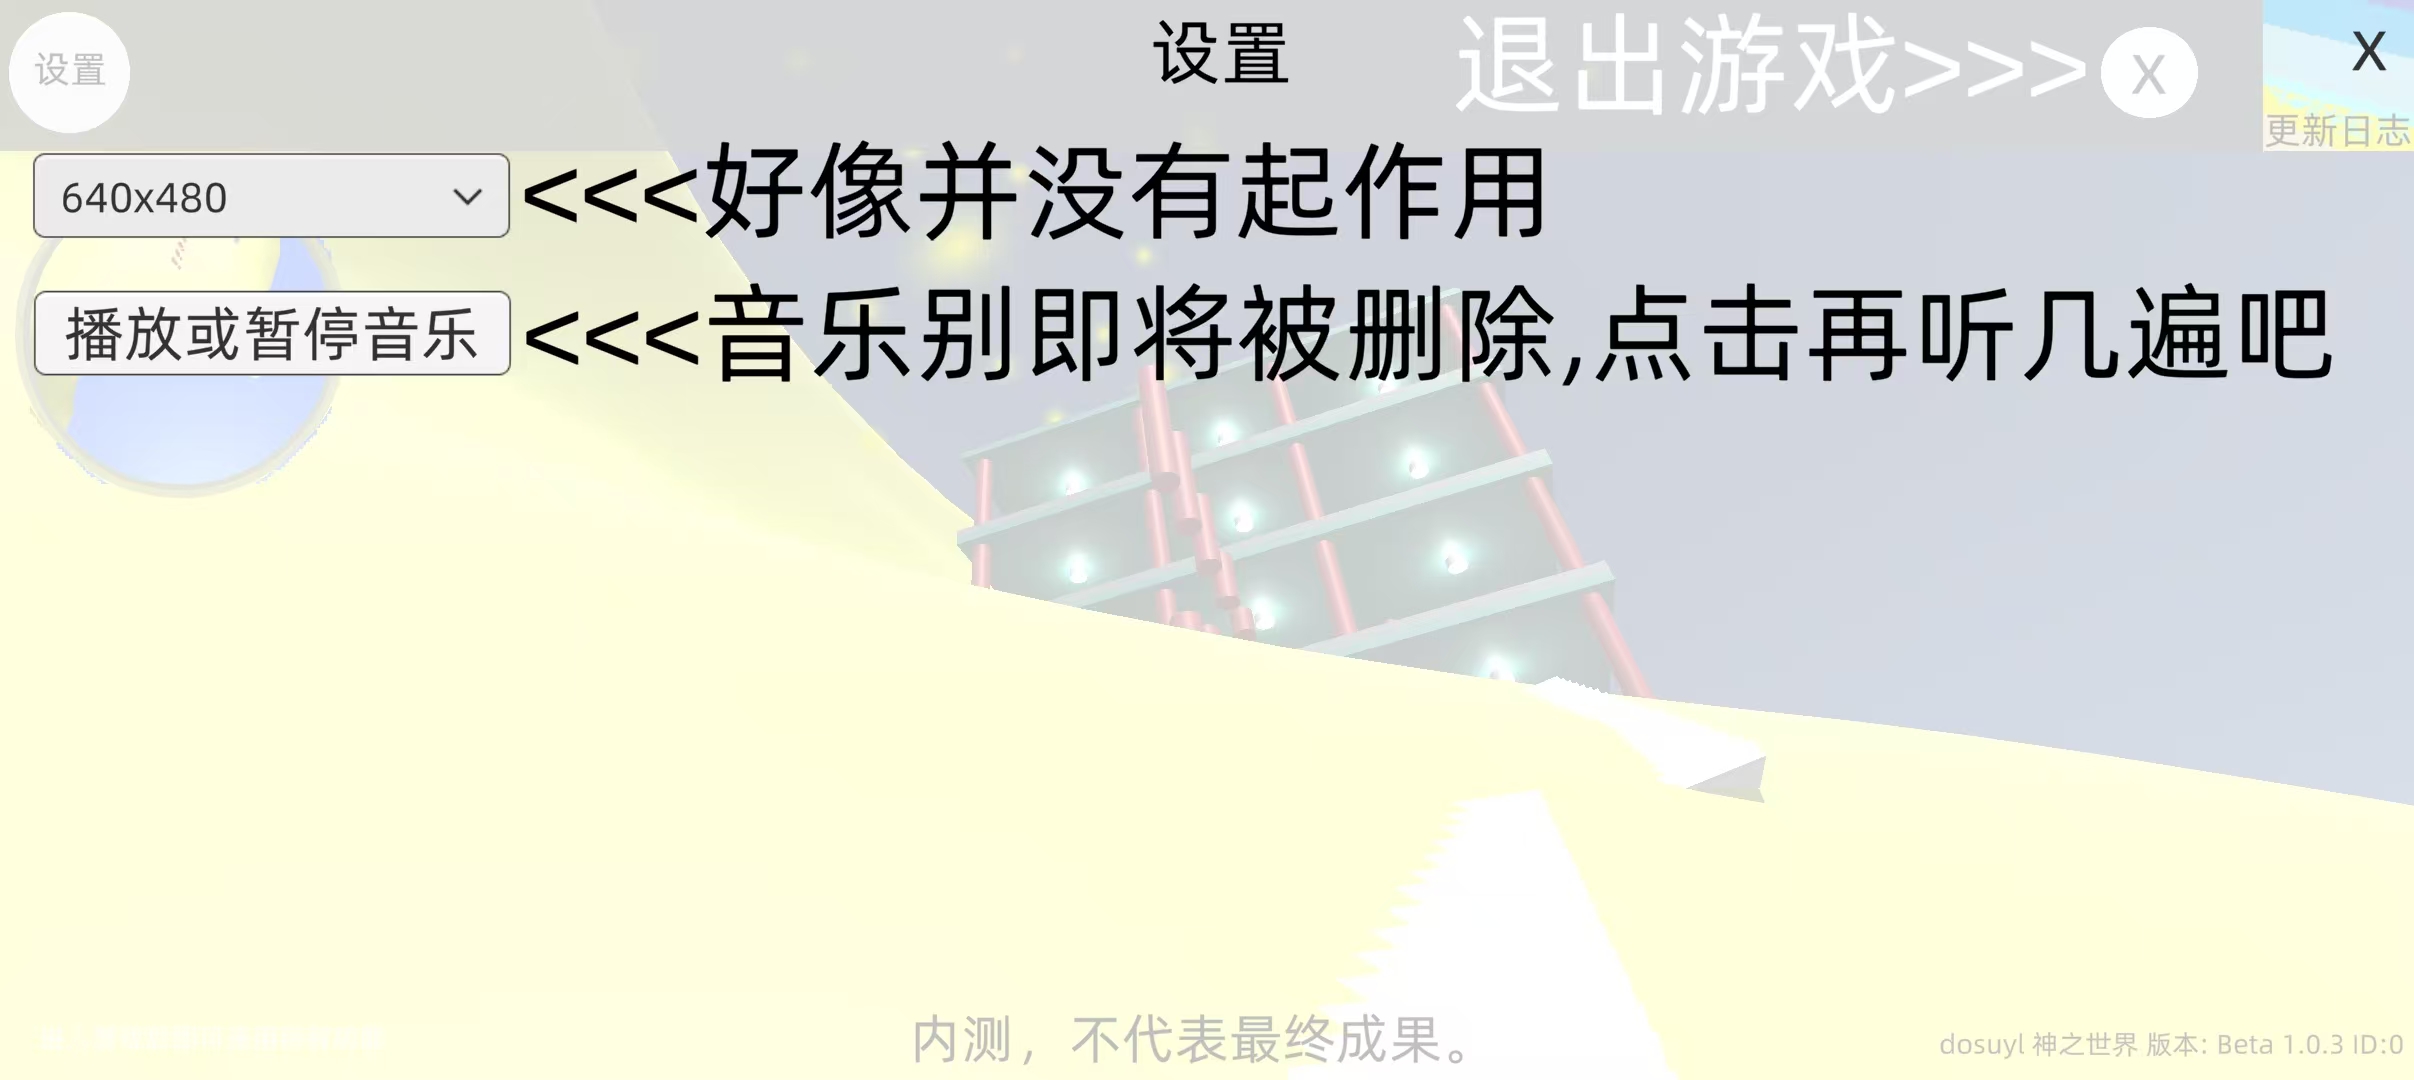 设置
设置
退出游戏>>>
X
X
更新日志
640x480
<<<好像并没有起作用
播放或暂停音乐
<<<音乐别即将被删除,点击再听几遍吧
内测，不代表最终成果。
dosuyl 神之世界 版本: Beta 1.0.3 ID:0